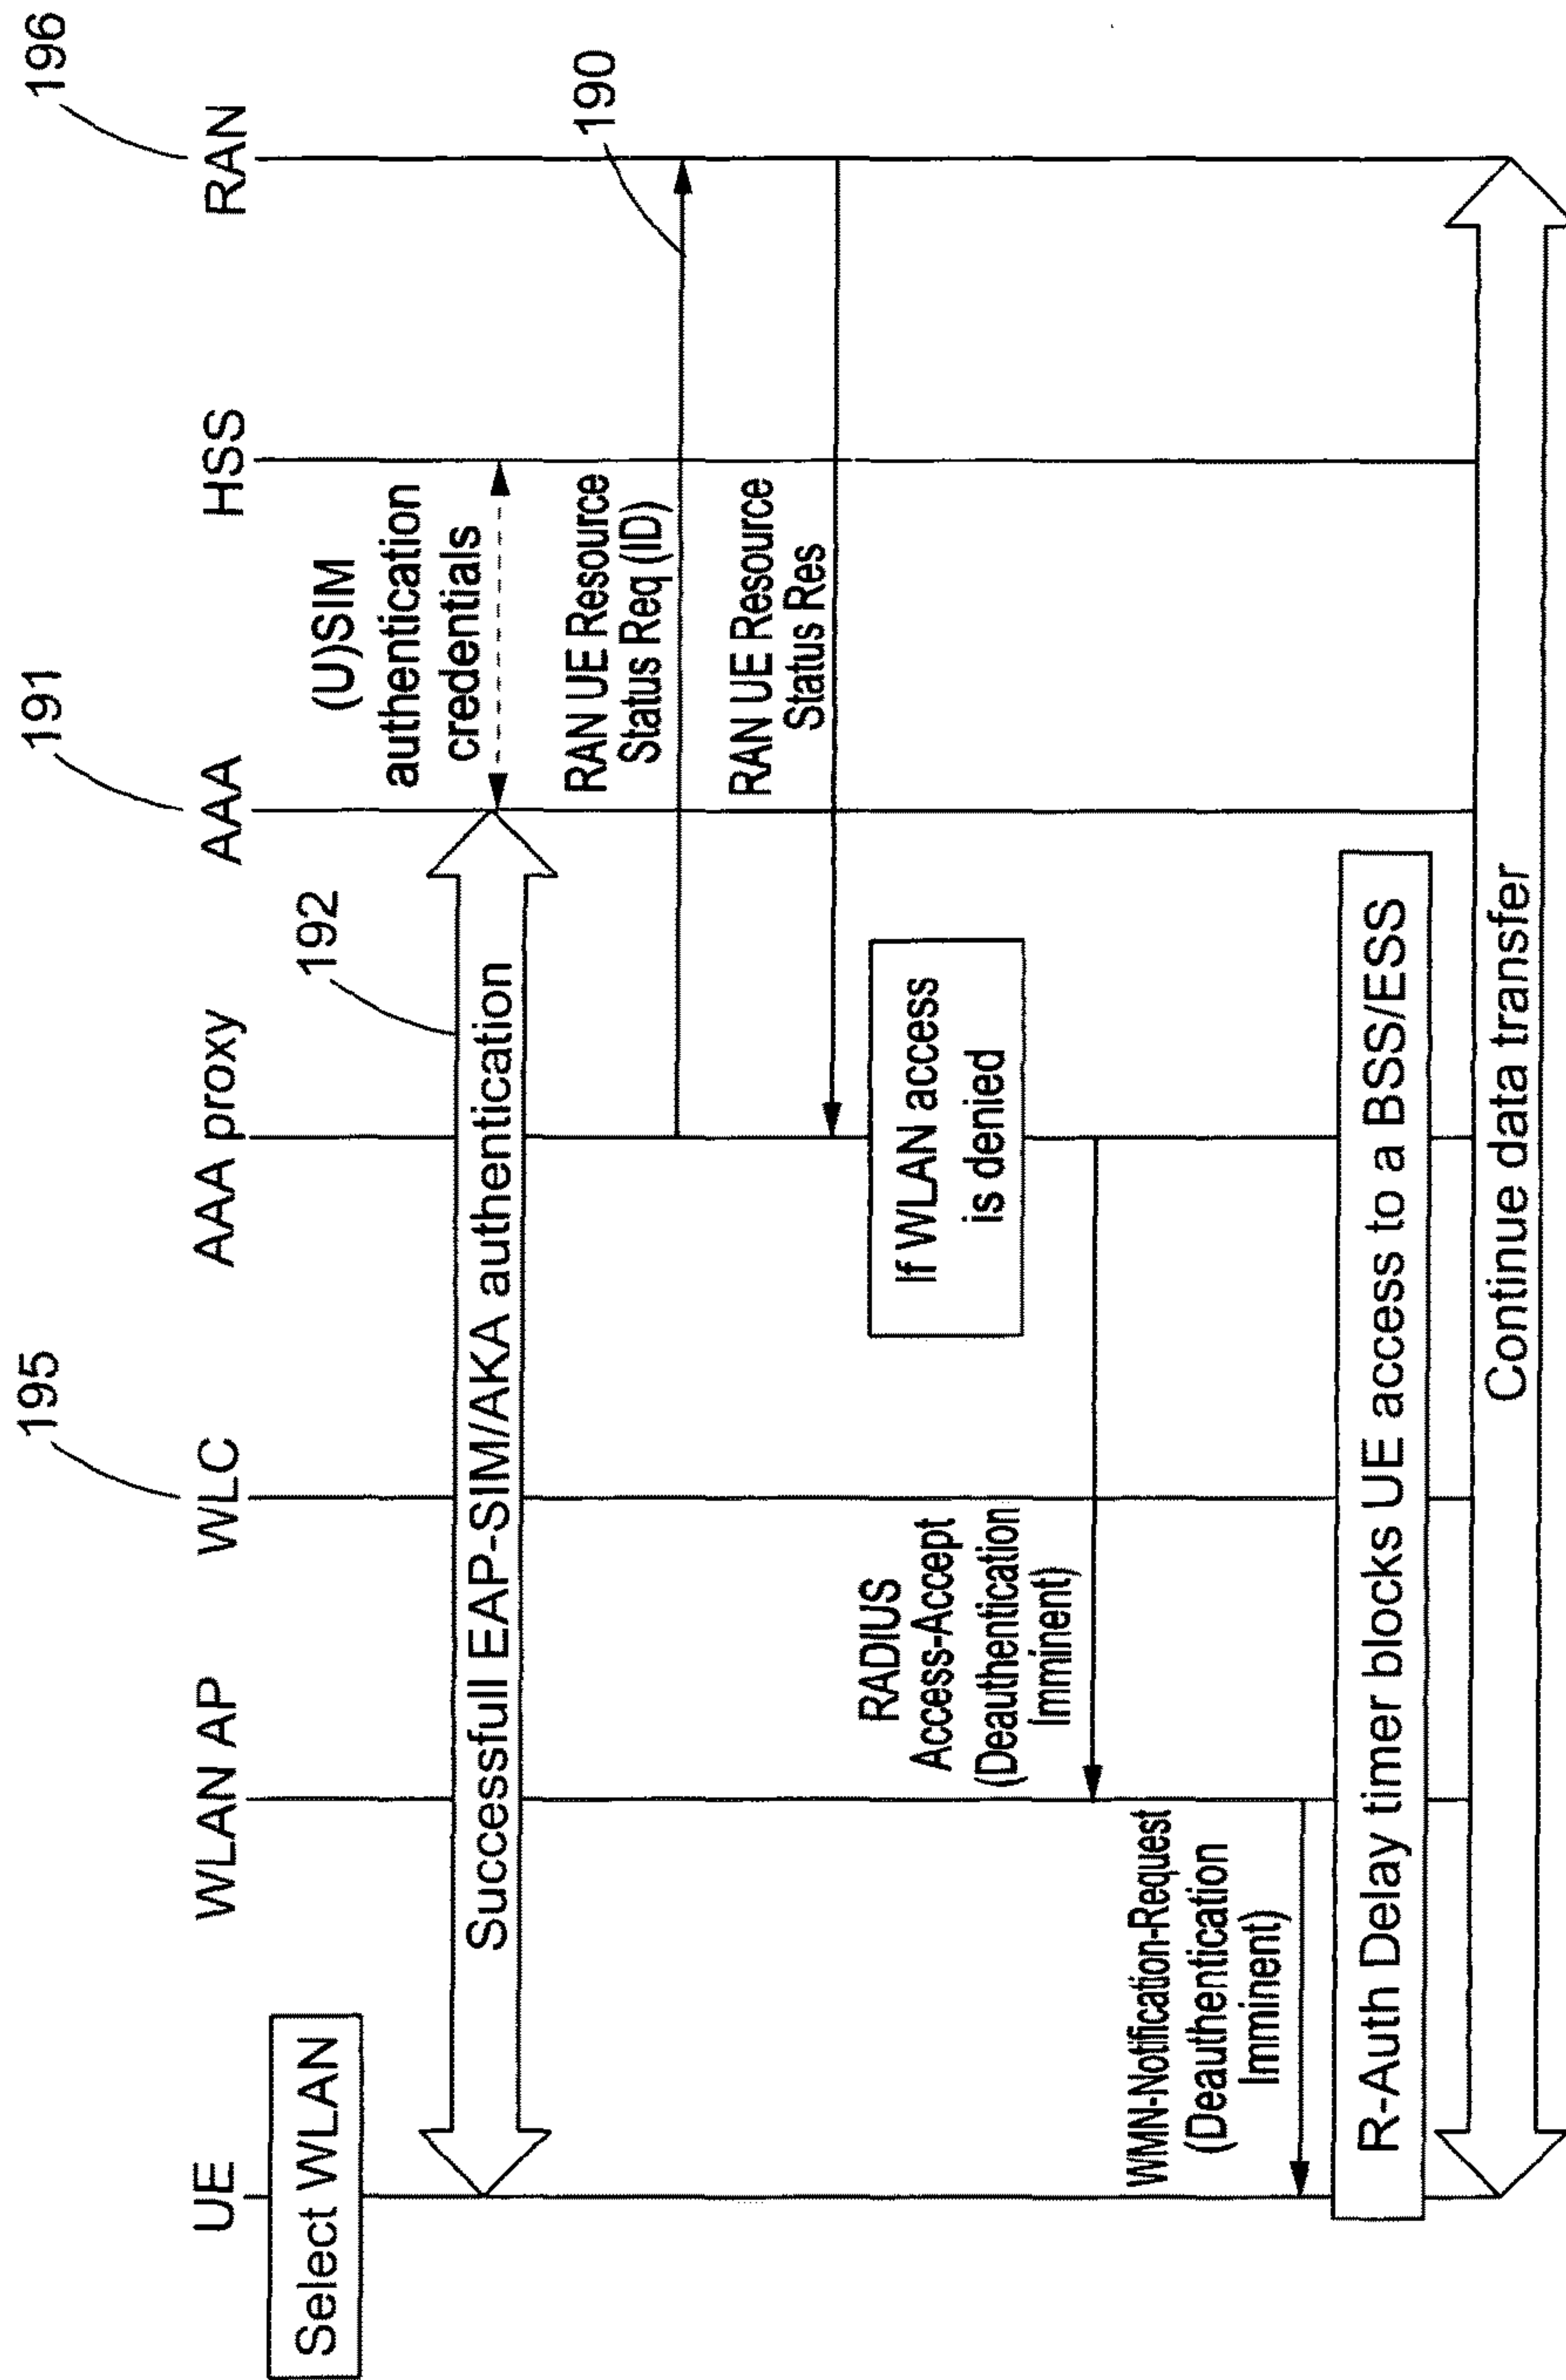 195
191
196
UE
WLAN AP
WLC
AAA proxy
AAA
HSS
RAN
Select WLAN
192
Successfull EAP-SIM/AKA authentication
(U)SIM
authentication
credentials
RAN UE Resource
Status Req (ID)
190
RAN UE Resource
Status Res
If WLAN access
is denied
RADIUS
Access-Accept
(Deauthentication
Imminent)
WMN-Notification-Request
(Deauthentication
Imminent)
R-Auth Delay timer blocks UE access to a BSS/ESS
Continue data transfer